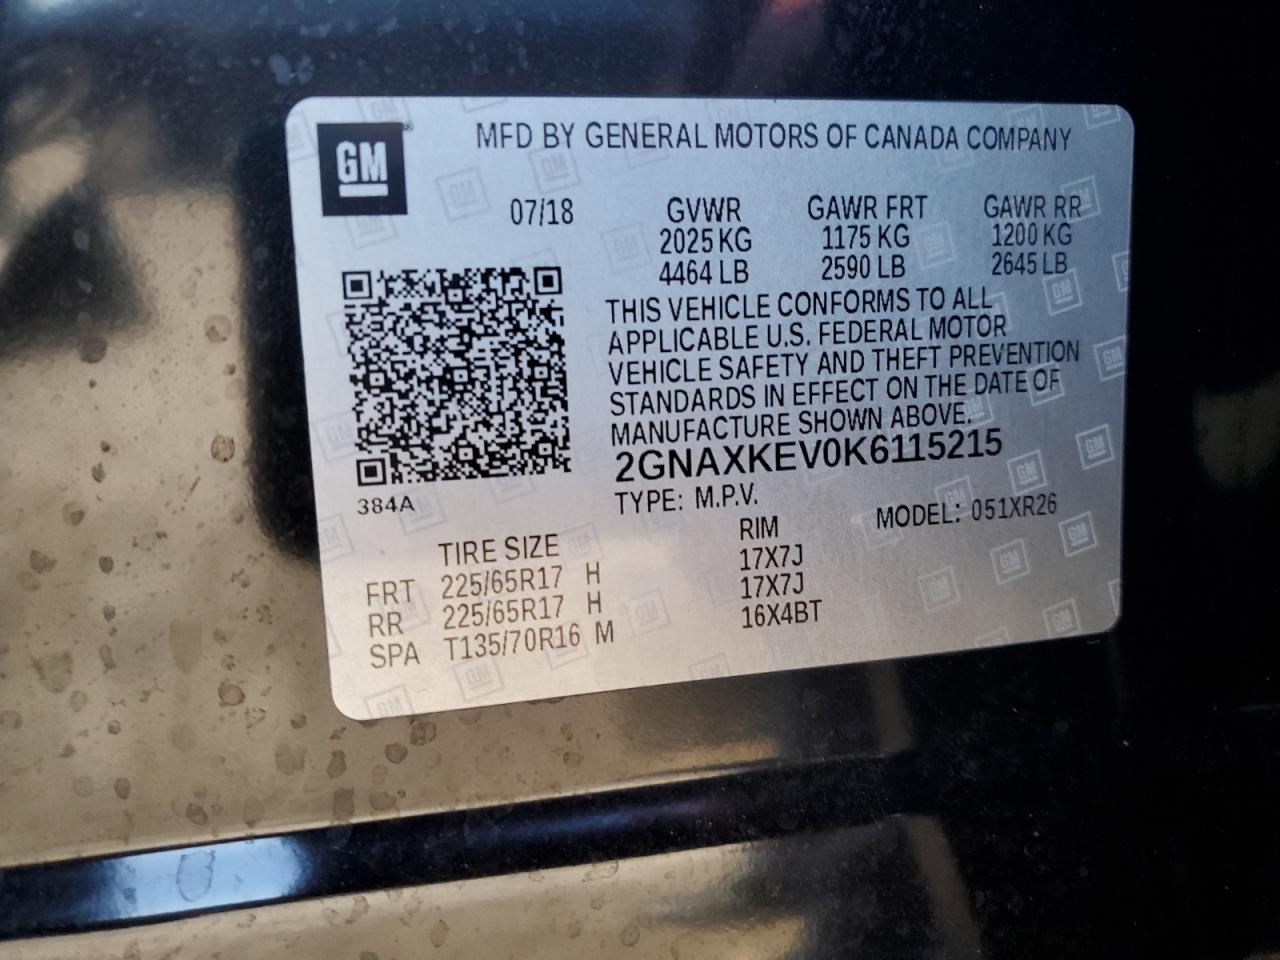 GM
MFD BY GENERAL MOTORS OF CANADA COMPANY
07/18 GVWR GAWR FRT GAWR RR
2025 KG 1175 KG 1200 KG
4464 LB 2590 LB 2645 LB
THIS VEHICLE CONFORMS TO ALL
APPLICABLE U.S. FEDERAL MOTOR
VEHICLE SAFETY AND THEFT PREVENTION
STANDARDS IN EFFECT ON THE DATE OF
MANUFACTURE SHOWN ABOVE.
2GNAXKEV0K6115215
384A
TYPE: M.P.V. MODEL: 051XR26
TIRE SIZE RIM
FRT 225/65R17 H 17X7J
RR 225/65R17 H 17X7J
SPA T135/70R16 M 16X4BT